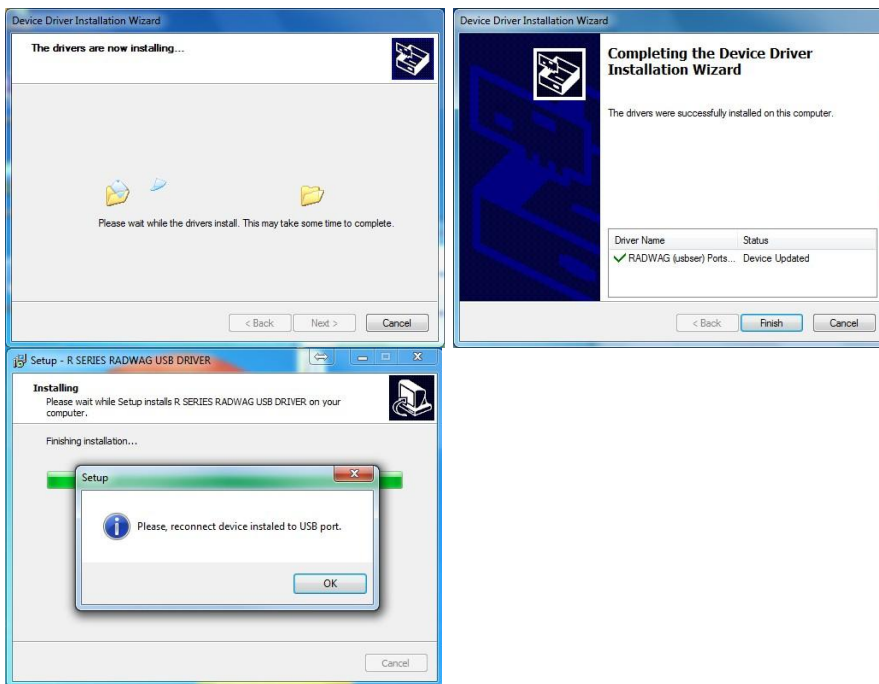 Device Driver Installation Wizard
The drivers are now installing...
Please wait while the drivers install. This may take some time to complete.
< Back
Next >
Cancel
Device Driver Installation Wizard
Completing the Device Driver
Installation Wizard
The drivers were successfully installed on this computer.
Driver Name Status
RADWAG (usbser) Ports... Device Updated
< Back
Finish
Cancel
Setup - R SERIES RADWAG USB DRIVER
Installing
Please wait while Setup installs R SERIES RADWAG USB DRIVER on your
computer.
Finishing installation...
Setup
Please, reconnect device instaled to USB port.
OK
Cancel